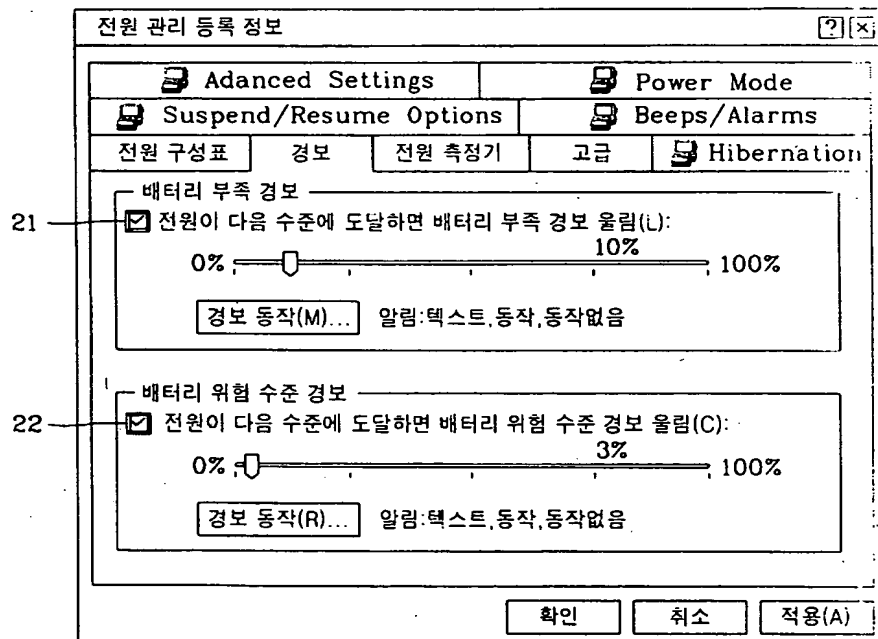 전원 관리 등록 정보
Adanced Settings
Power Mode
Suspend/Resume Options
Beeps/Alarms
전원 구성표
경보
전원 측정기
고급
Hibernation
배터리 부족 경보
21
전원이 다음 수준에 도달하면 배터리 부족 경보 울림(L):
10%
0%
100%
경보 동작(M)...
알림:텍스트,동작,동작없음
배터리 위험 수준 경보
22
전원이 다음 수준에 도달하면 배터리 위험 수준 경보 울림(C):
3%
0%
100%
경보 동작(R)...
알림:텍스트,동작,동작없음
확인
취소
적용(A)